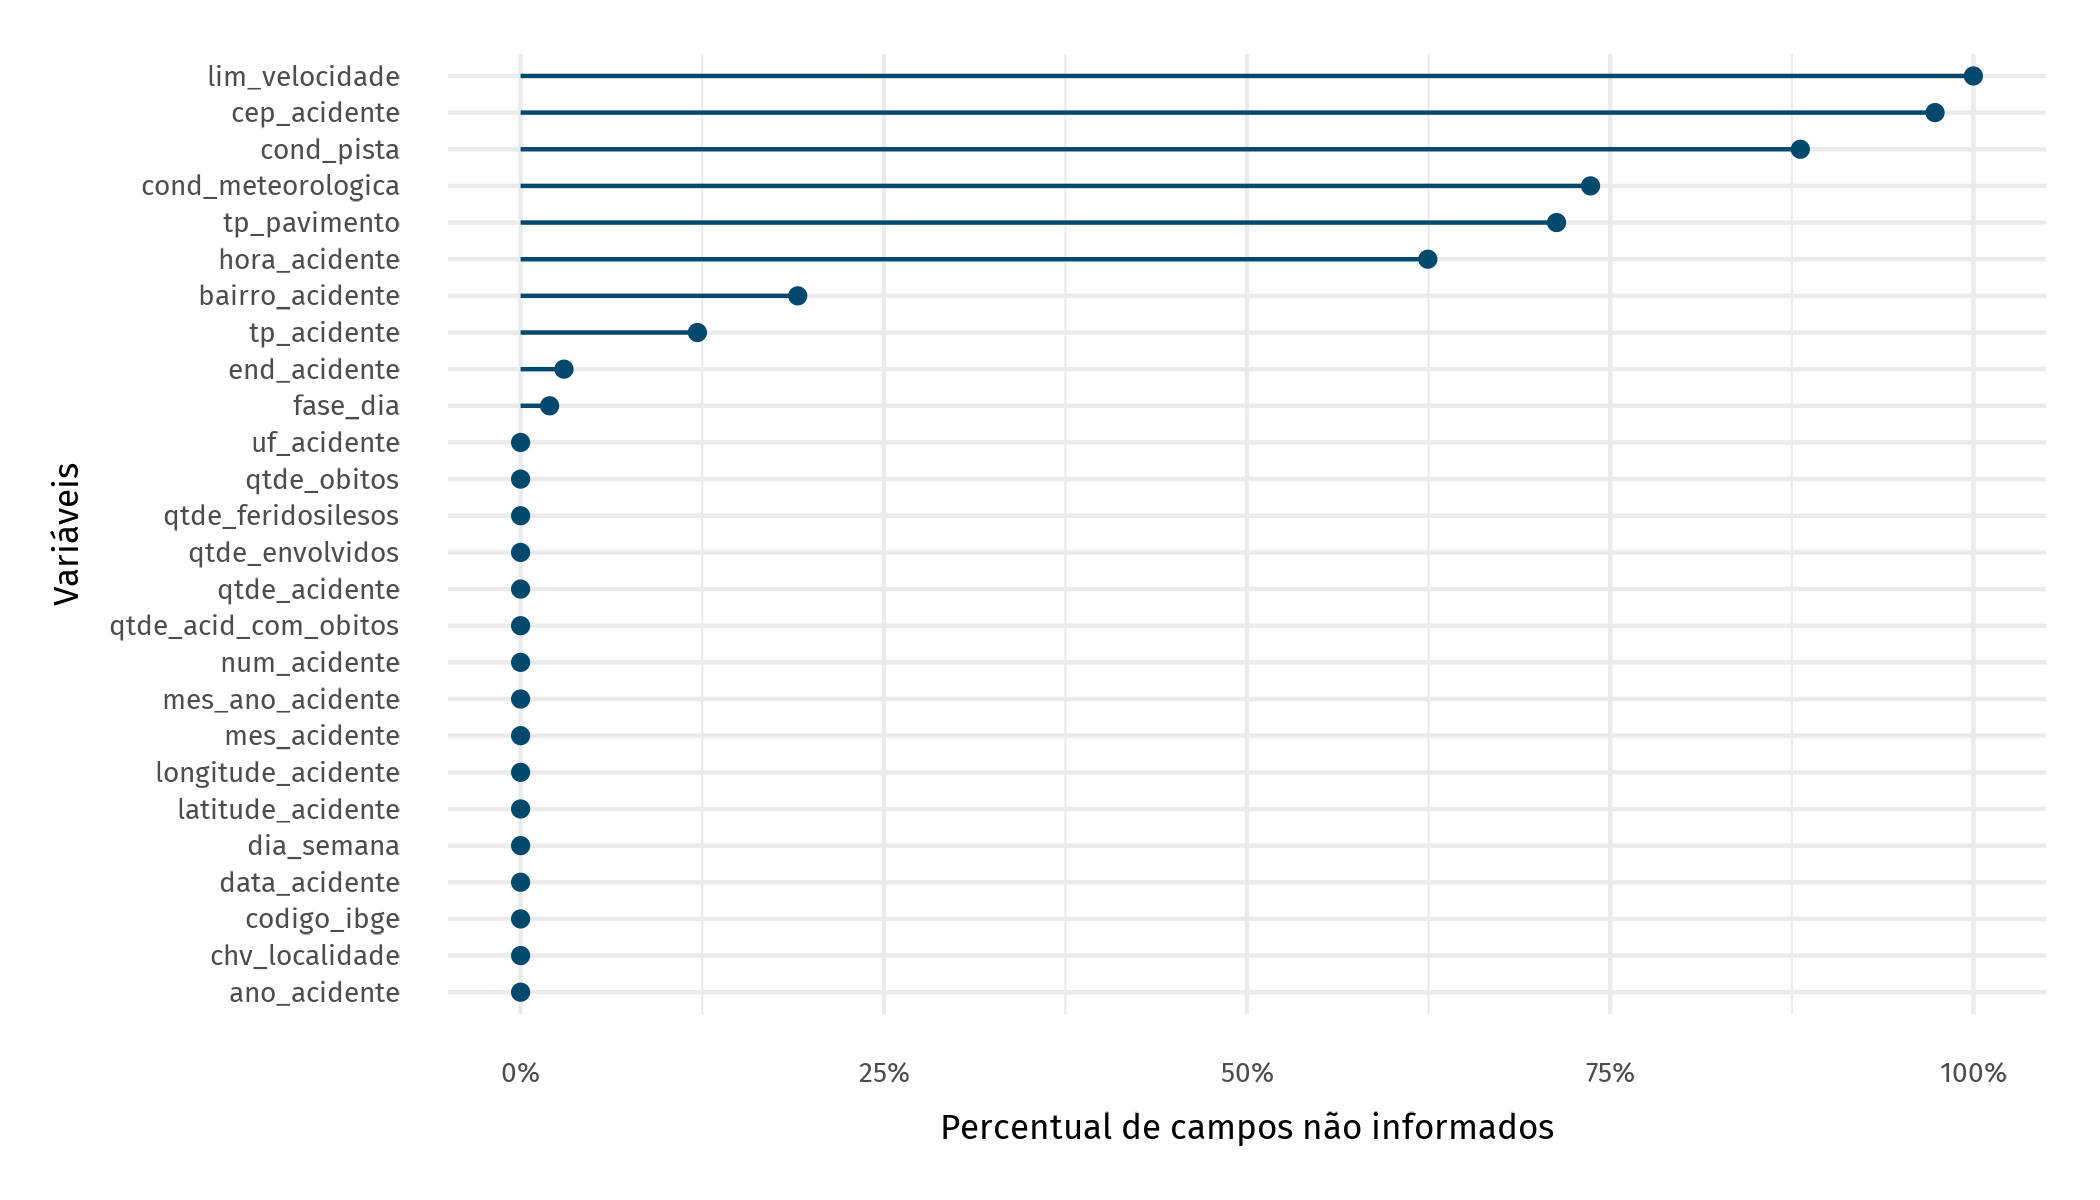 lim_velocidade
cep_acidente
cond_pista
cond_meteorologica
tp_pavimento
hora_acidente
bairro_acidente
tp_acidente
end_acidente
fase_dia
uf_acidente
qtde_obitos
qtde_feridosilesos
qtde_envolvidos
qtde_acidente
qtde_acid_com_obitos
num_acidente
mes_ano_acidente
mes_acidente
longitude_acidente
latitude_acidente
dia_semana
data_acidente
codigo_ibge
chv_localidade
ano_acidente
Variáveis
0% 25% 50% 75% 100%
Percentual de campos não informados